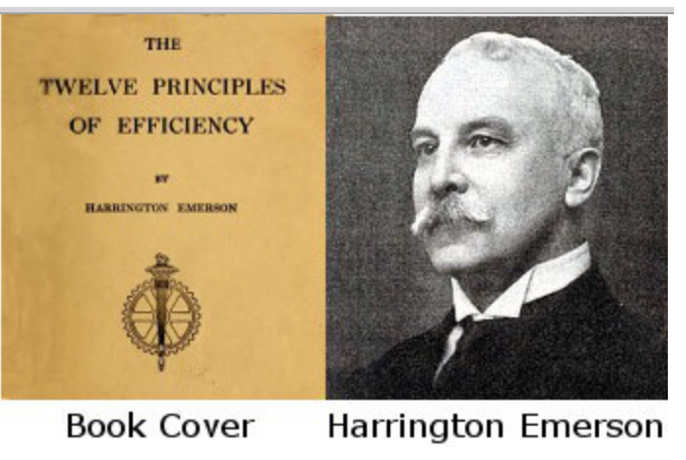 THE
TWELVE PRINCIPLES
OF EFFICIENCY
BY
HARRINGTON EMERSON
Book Cover
Harrington Emerson